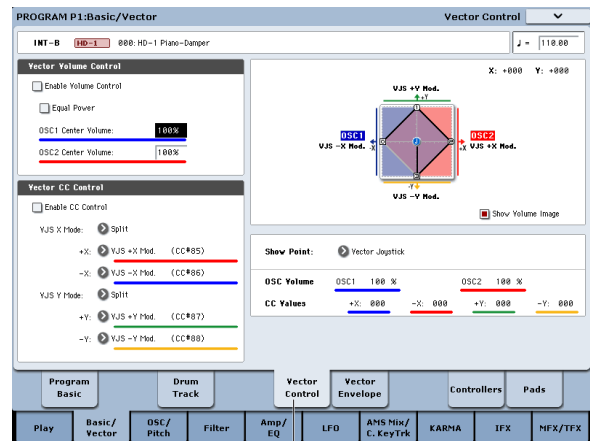 PROGRAM P1:Basic/Vector Vector Control
INT-B HD-1 000: HD-1 Piano-Damper ♩ = 110.00
Vector Volume Control
Enable Volume Control
Equal Power
OSC1 Center Volume: 100%
OSC2 Center Volume: 100%
Vector CC Control
Enable CC Control
VJS X Mode: Split
+X: VJS +X Mod. (CC#85)
-X: VJS -X Mod. (CC#86)
VJS Y Mode: Split
+Y: VJS +Y Mod. (CC#87)
-Y: VJS -Y Mod. (CC#88)
X: +000 Y: +000
VJS +Y Mod.
+Y
OSC1 OSC2
VJS -X Mod. -X +X VJS +X Mod.
-Y
VJS -Y Mod.
Show Volume Image
Show Point: Vector Joystick
OSC Volume OSC1 100 % OSC2 100 %
CC Values +X: 000 -X: 000 +Y: 000 -Y: 000
Program Basic Drum Track Vector Control Vector Envelope Controllers Pads
Play Basic/Vector OSC/Pitch Filter Amp/EQ LFO AMS Mix/C.KeyTrk KARMA IFX MFX/TFX